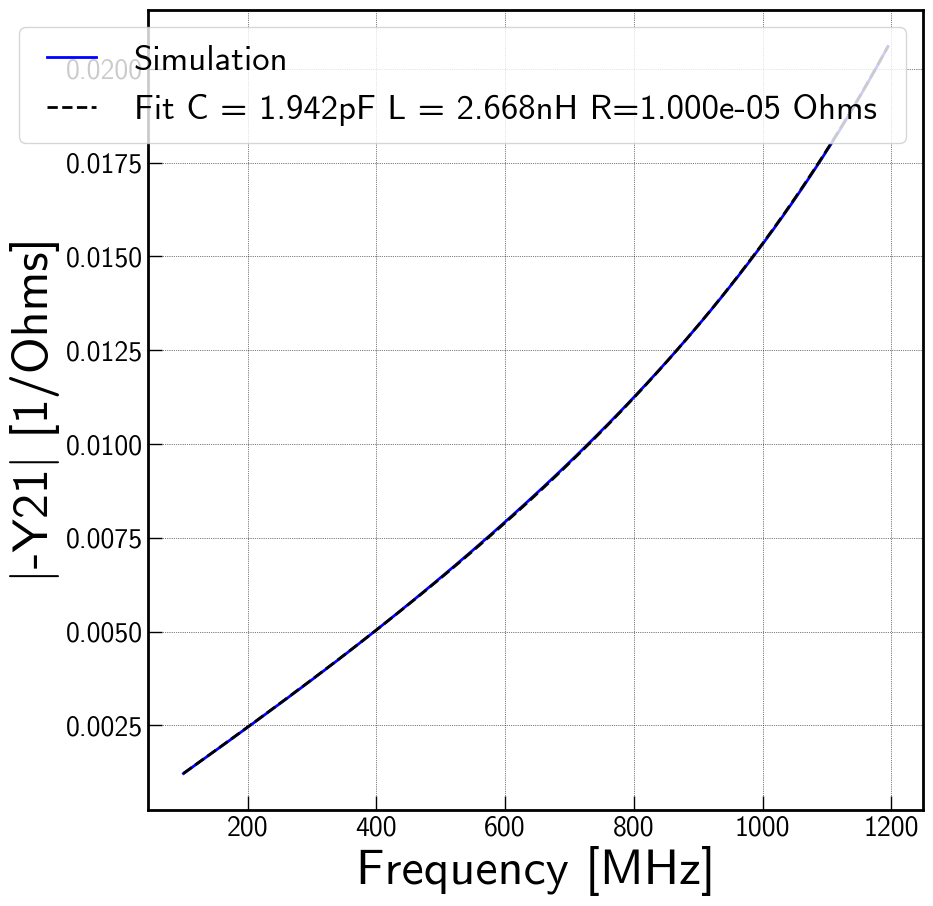 Simulation
Fit C = 1.942pF L = 2.668nH R=1.000e-05 Ohms
0.0200
0.0175
0.0150
0.0125
0.0100
0.0075
0.0050
0.0025
|-Y21| [1/Ohms]
200 400 600 800 1000 1200
Frequency [MHz]